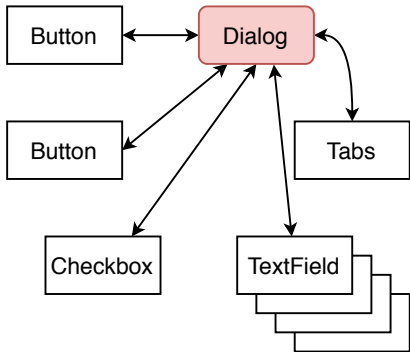 Button
Dialog
Button
Tabs
Checkbox
TextField